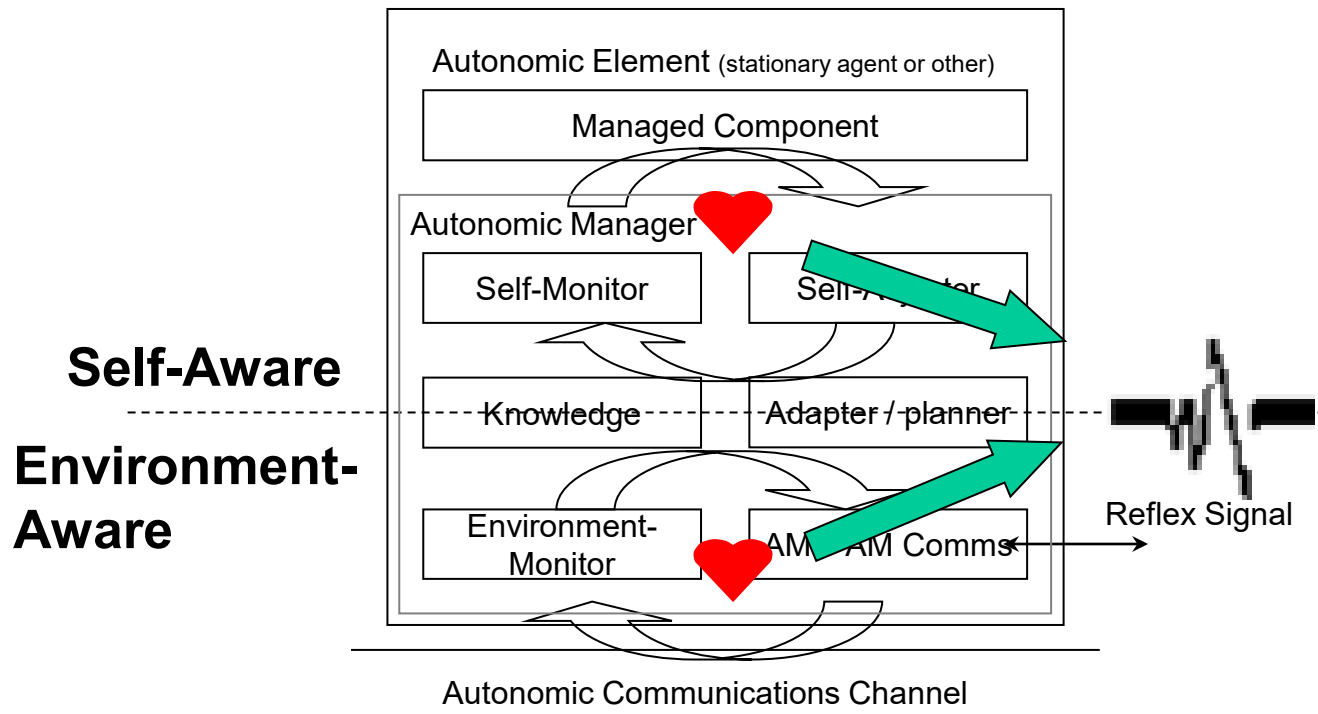 Autonomic Element (stationary agent or other)
Managed Component
Autonomic Manager
Self-Monitor
Self-Aware
Knowledge
Adapter / planner
Environment-
Aware
Environment-
Monitor
AM Comms
Reflex Signal
Autonomic Communications Channel